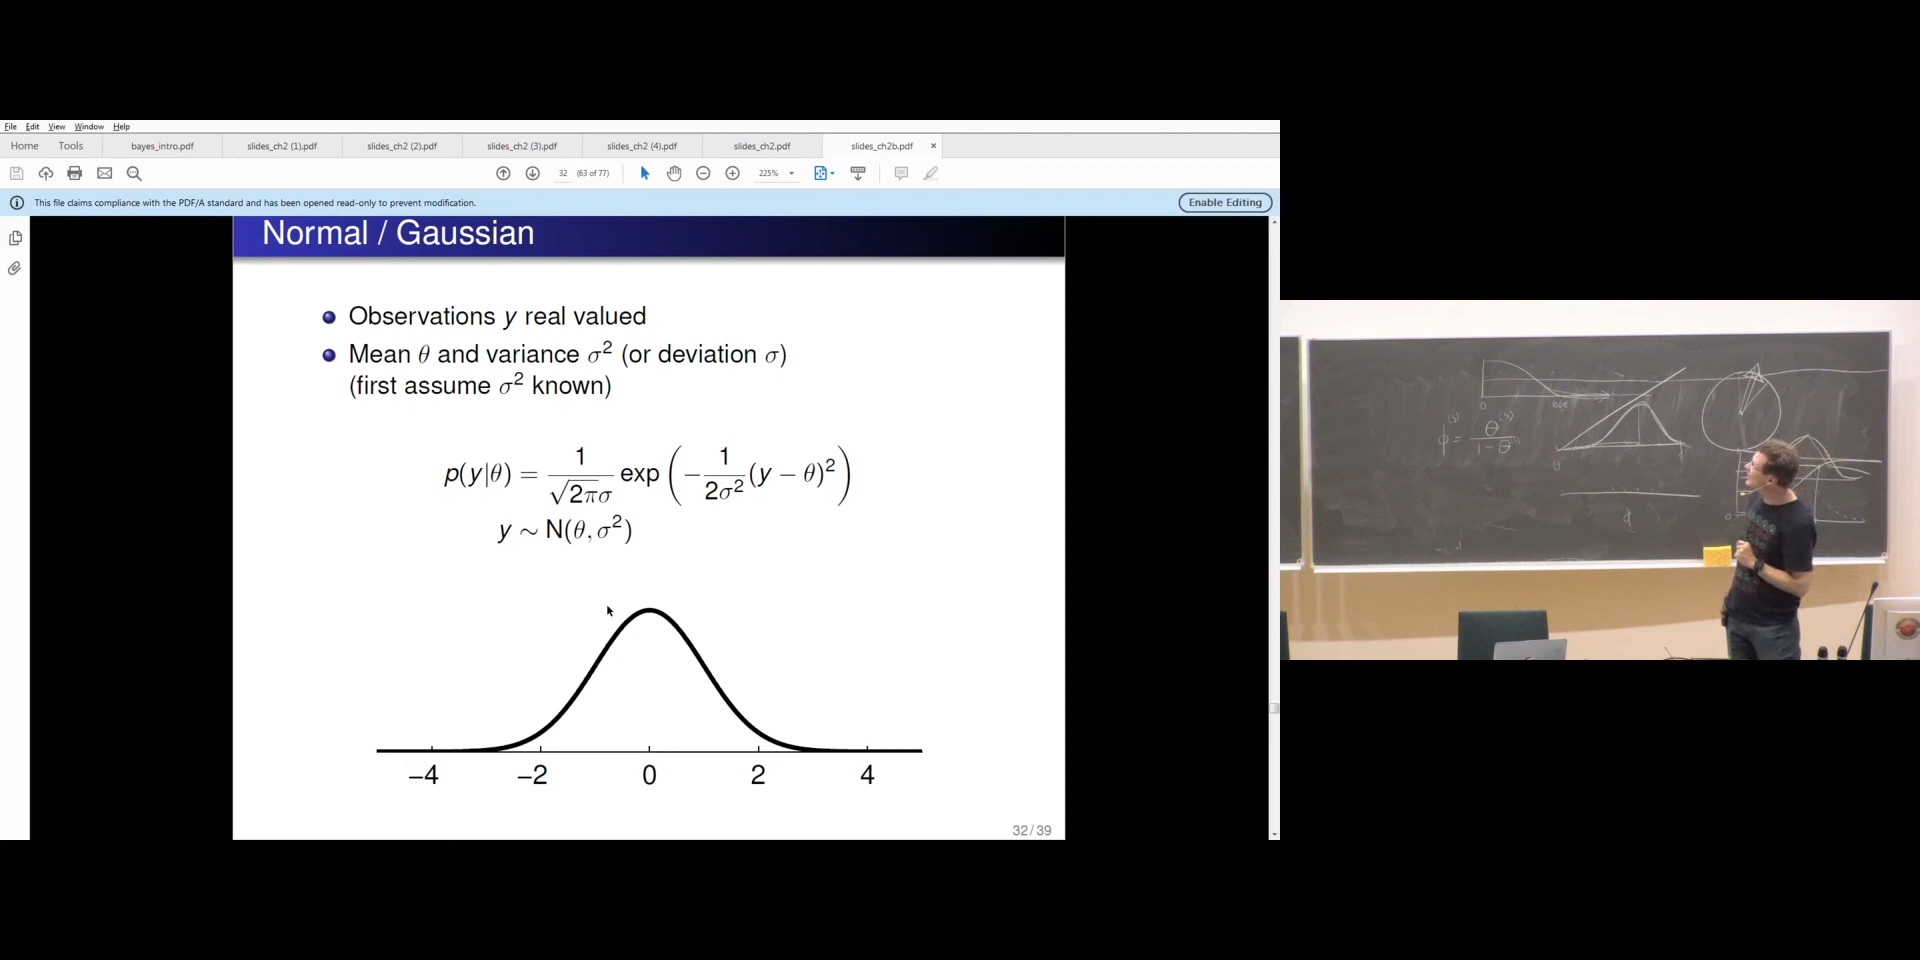 File Edit View Window Help
Home Tools bayes_intro.pdf slides_ch2 (1).pdf slides_ch2 (2).pdf slides_ch2 (3).pdf slides_ch2 (4).pdf slides_ch2.pdf slides_ch2b.pdf ×
32 (63 of 77) 225%
This file claims compliance with the PDF/A standard and has been opened read-only to prevent modification. Enable Editing
Normal / Gaussian
Observations y real valued
Mean θ and variance σ² (or deviation σ)
(first assume σ² known)
p(y|θ) = 1/(√2πσ) exp(−1/(2σ²)(y − θ)²)
y ∼ N(θ, σ²)
−4 −2 0 2 4
32/39
0
ϕ⁽ˢ⁾ = θ⁽ˢ⁾/(1 − θ⁽ˢ⁾)
0